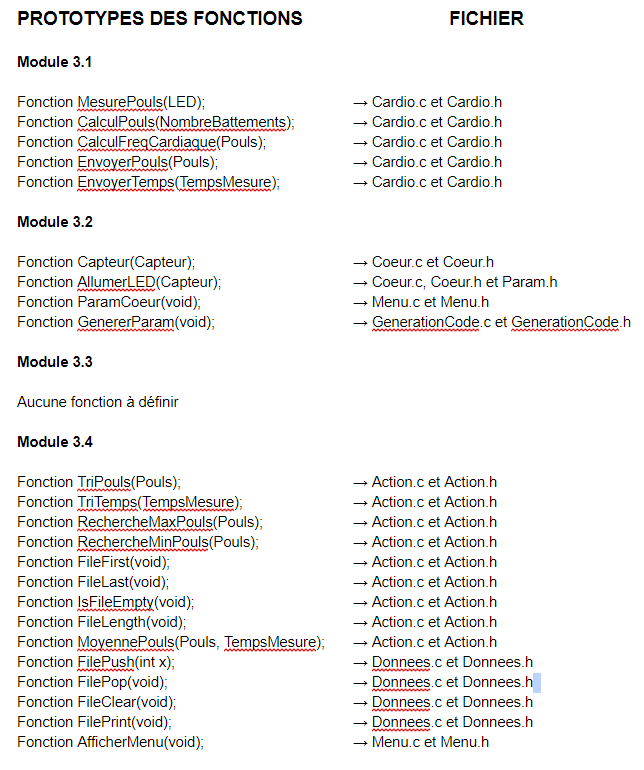 PROTOTYPES DES FONCTIONS FICHIER
Module 3.1
Fonction MesurePouls(LED); → Cardio.c et Cardio.h
Fonction CalculPouls(NombreBattements); → Cardio.c et Cardio.h
Fonction CalculFreqCardiaque(Pouls); → Cardio.c et Cardio.h
Fonction EnvoyerPouls(Pouls); → Cardio.c et Cardio.h
Fonction EnvoyerTemps(TempsMesure); → Cardio.c et Cardio.h
Module 3.2
Fonction Capteur(Capteur); → Coeur.c et Coeur.h
Fonction AllumerLED(Capteur); → Coeur.c, Coeur.h et Param.h
Fonction ParamCoeur(void); → Menu.c et Menu.h
Fonction GenererParam(void); → GenerationCode.c et GenerationCode.h
Module 3.3
Aucune fonction à définir
Module 3.4
Fonction TriPouls(Pouls); → Action.c et Action.h
Fonction TriTemps(TempsMesure); → Action.c et Action.h
Fonction RechercheMaxPouls(Pouls); → Action.c et Action.h
Fonction RechercheMinPouls(Pouls); → Action.c et Action.h
Fonction FileFirst(void); → Action.c et Action.h
Fonction FileLast(void); → Action.c et Action.h
Fonction IsFileEmpty(void); → Action.c et Action.h
Fonction FileLength(void); → Action.c et Action.h
Fonction MoyennePouls(Pouls, TempsMesure); → Action.c et Action.h
Fonction FilePush(int x); → Donnees.c et Donnees.h
Fonction FilePop(void); → Donnees.c et Donnees.h
Fonction FileClear(void); → Donnees.c et Donnees.h
Fonction FilePrint(void); → Donnees.c et Donnees.h
Fonction AfficherMenu(void); → Menu.c et Menu.h